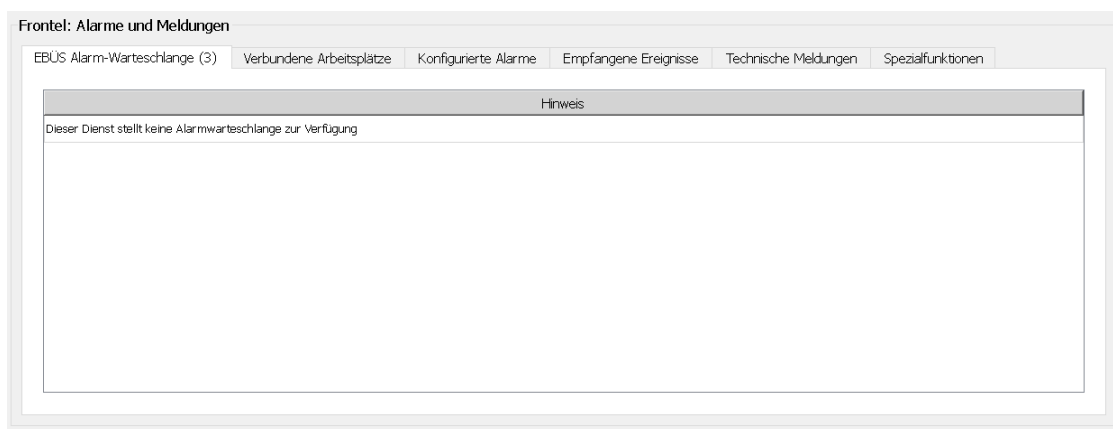 Frontel: Alarme und Meldungen
EBÜS Alarm-Warteschlange (3) Verbundene Arbeitsplätze Konfigurierte Alarme Empfangene Ereignisse Technische Meldungen Spezialfunktionen
Hinweis
Dieser Dienst stellt keine Alarmwarteschlange zur Verfügung